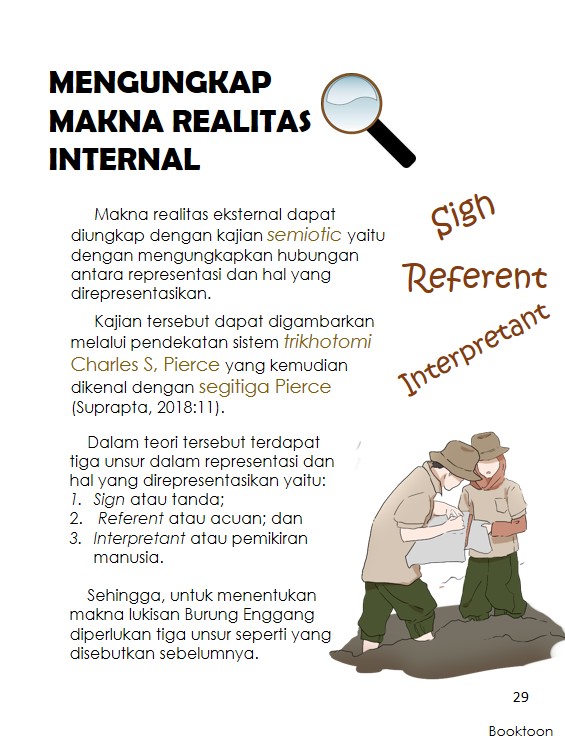 MENGUNGKAP
MAKNA REALITAS
INTERNAL
Makna realitas eksternal dapat
diungkap dengan kajian semiotic yaitu
dengan mengungkapkan hubungan
antara representasi dan hal yang
direpresentasikan.
Kajian tersebut dapat digambarkan
melalui pendekatan sistem trikhotomi
Charles S, Pierce yang kemudian
dikenal dengan segitiga Pierce
(Suprapta, 2018:11).
Dalam teori tersebut terdapat
tiga unsur dalam representasi dan
hal yang direpresentasikan yaitu:
1. Sign atau tanda;
2. Referent atau acuan; dan
3. Interpretant atau pemikiran
manusia.
Sehingga, untuk menentukan
makna lukisan Burung Enggang
diperlukan tiga unsur seperti yang
disebutkan sebelumnya.
Sigh
Referent
Interpretant
29
Booktoon